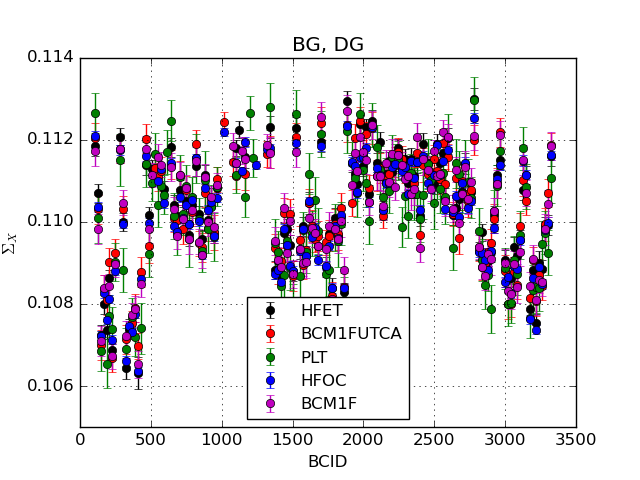 BG, DG
0.114
0.112
0.110
0.108
0.106
Σ_X
HFET
BCM1FUTCA
PLT
HFOC
BCM1F
0 500 1000 1500 2000 2500 3000 3500
BCID